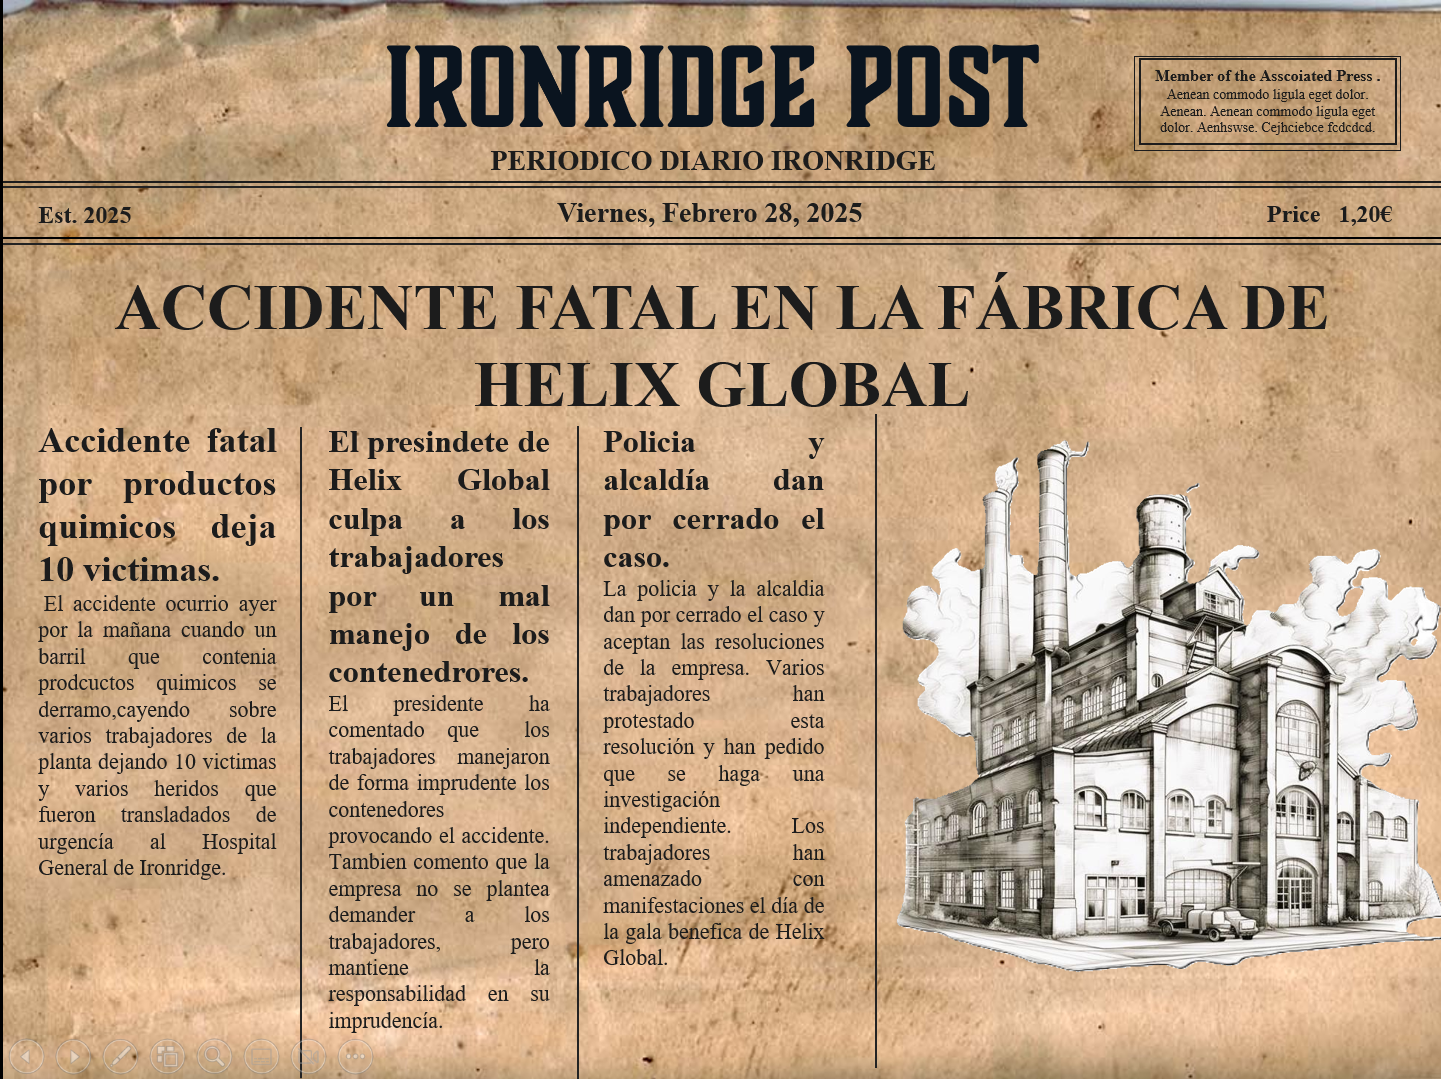 IRONRIDGE POST
PERIODICO DIARIO IRONRIDGE
Member of the Asscoiated Press .
Aenean commodo ligula eget dolor.
Aenean. Aenean commodo ligula eget
dolor. Aenhswse. Cejhciebce fcdcdcd.
Est. 2025
Viernes, Febrero 28, 2025
Price 1,20€
ACCIDENTE FATAL EN LA FÁBRICA DE
HELIX GLOBAL
Accidente fatal
por productos
quimicos deja
10 victimas.
El accidente ocurrio ayer
por la mañana cuando un
barril que contenia
prodcuctos quimicos se
derramo,cayendo sobre
varios trabajadores de la
planta dejando 10 victimas
y varios heridos que
fueron transladados de
urgencía al Hospital
General de Ironridge.
El presindete de
Helix Global
culpa a los
trabajadores
por un mal
manejo de los
contenedrores.
El presidente ha
comentado que los
trabajadores manejaron
de forma imprudente los
contenedores
provocando el accidente.
Tambien comento que la
empresa no se plantea
demander a los
trabajadores, pero
mantiene la
responsabilidad en su
imprudencía.
Policia y
alcaldía dan
por cerrado el
caso.
La policia y la alcaldia
dan por cerrado el caso y
aceptan las resoluciones
de la empresa. Varios
trabajadores han
protestado esta
resolución y han pedido
que se haga una
investigación
independiente. Los
trabajadores han
amenazado con
manifestaciones el día de
la gala benefica de Helix
Global.